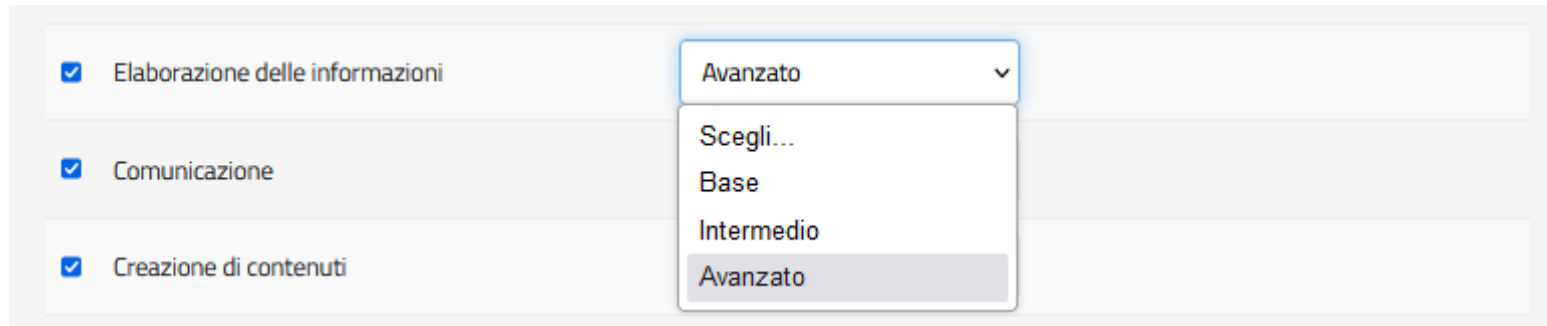 Elaborazione delle informazioni
Avanzato
Scegli...
Base
Intermedio
Avanzato
Comunicazione
Creazione di contenuti